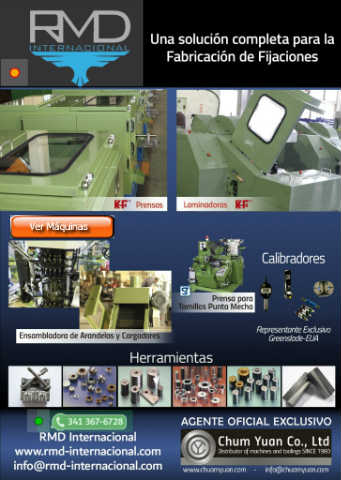 RMD
INTERNACIONAL
Una solución completa para la
Fabricación de Fijaciones
Prensas
Laminadoras
Ver Máquinas
Calibradores
Prensa para
Tornillos Punta Mecha
Ensambladora de Arandelas y Cargadores
Representante Exclusivo
Greenslade-EUA
Herramientas
341 367-6728
RMD Internacional
www.rmd-internacional.com
info@rmd-internacional.com
AGENTE OFICIAL EXCLUSIVO
Chum Yuan Co., Ltd
Distributor of machines and toolings SINCE 1980
www.chuomyuan.com - info@chumyuan.com